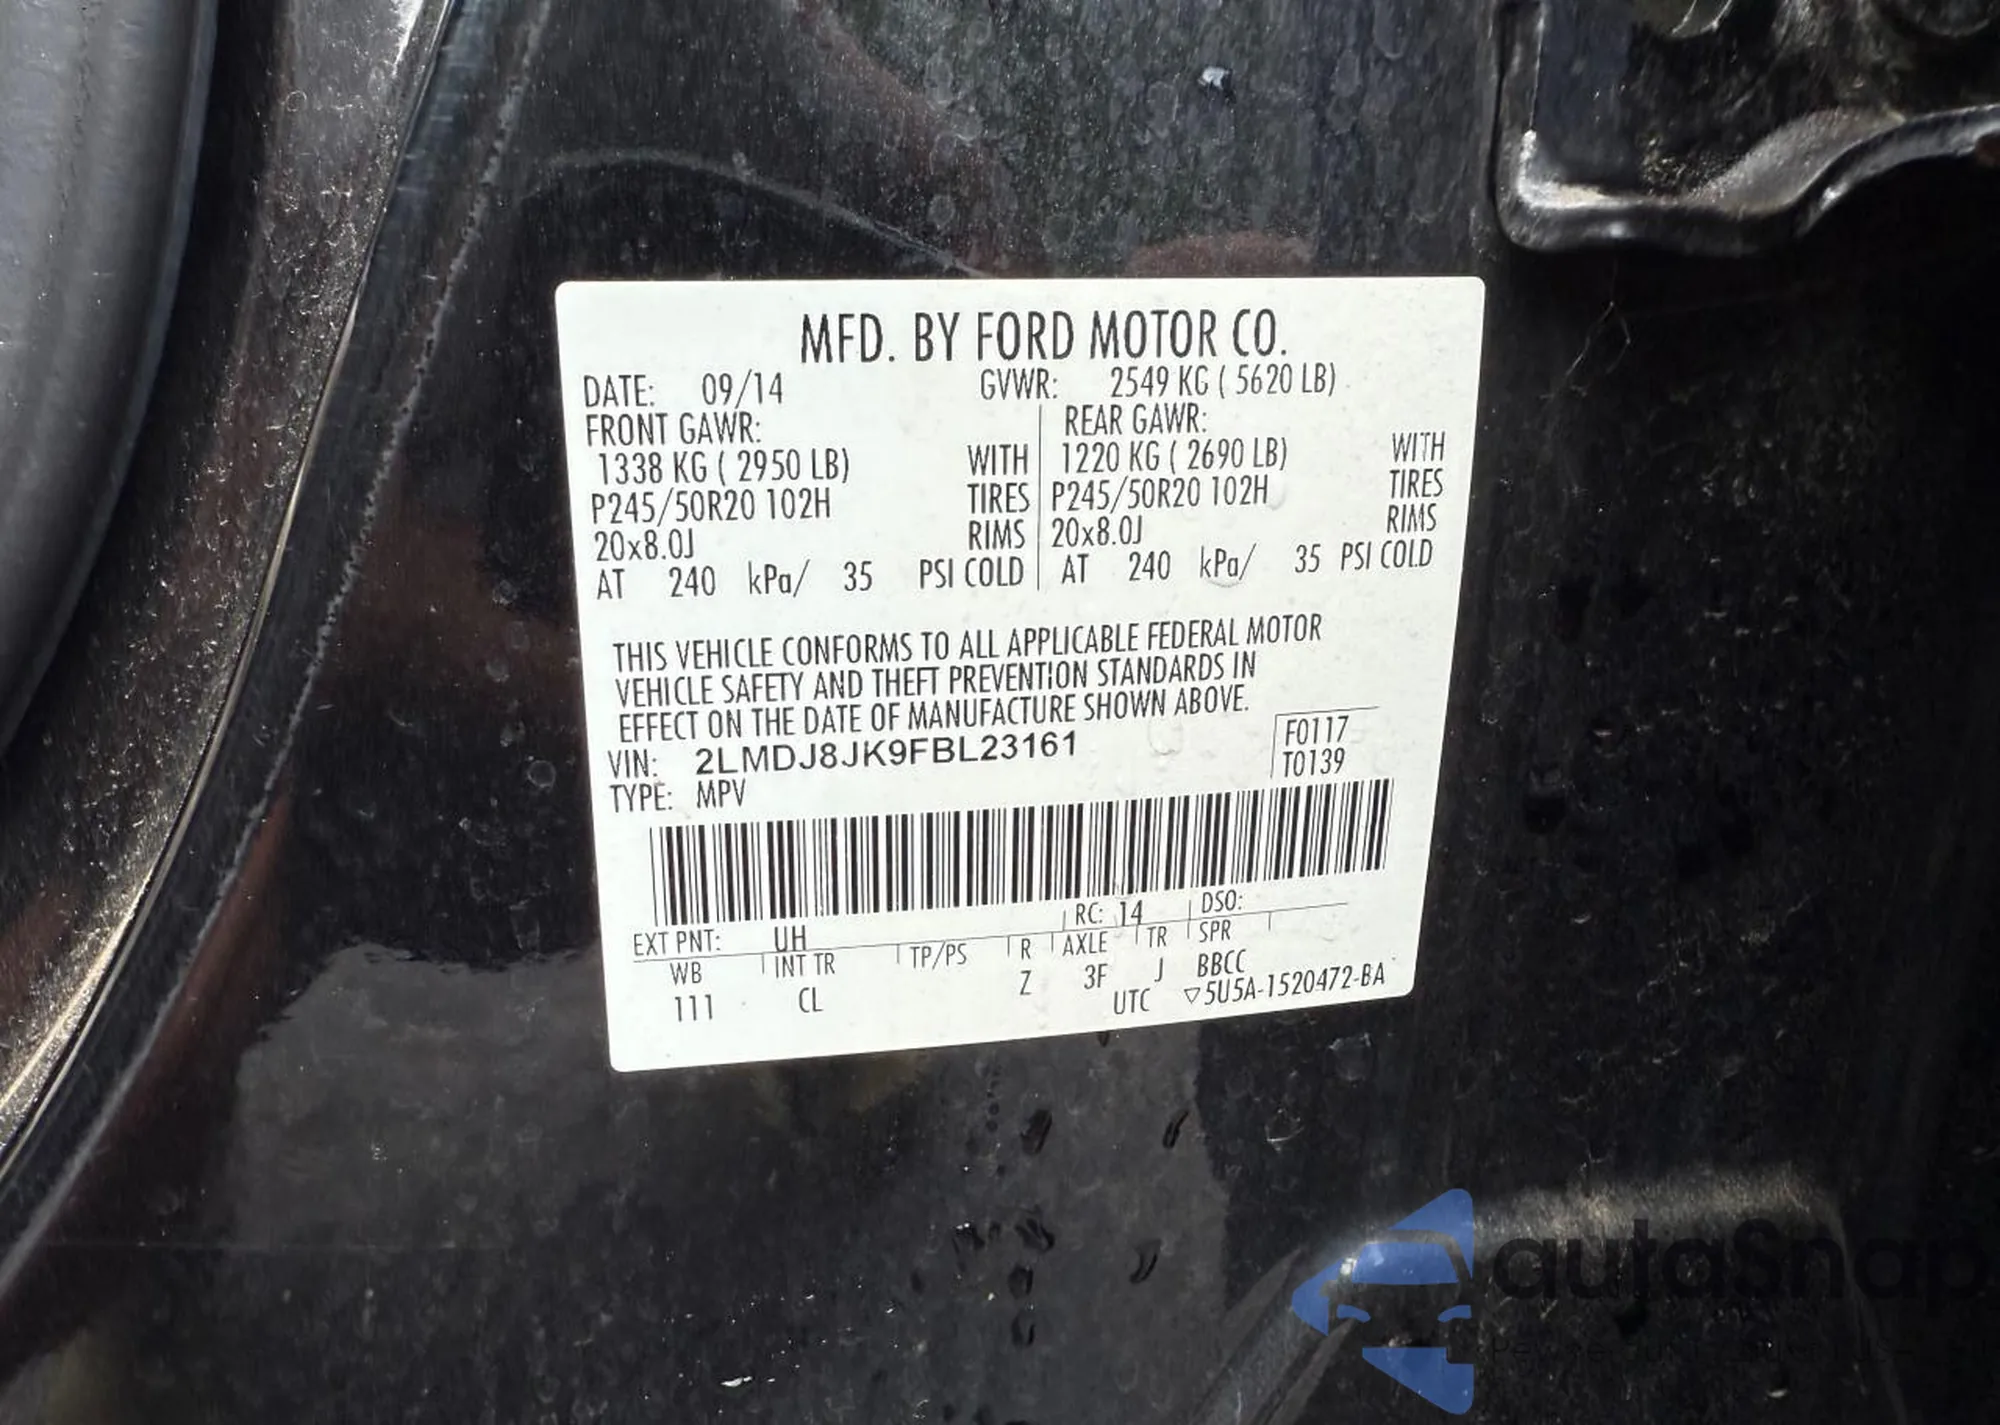 MFD. BY FORD MOTOR CO.
DATE: 09/14 GVWR: 2549 KG ( 5620 LB)
FRONT GAWR: REAR GAWR:
1338 KG ( 2950 LB) WITH 1220 KG ( 2690 LB) WITH
P245/50R20 102H TIRES P245/50R20 102H TIRES
20x8.0J RIMS 20x8.0J RIMS
AT 240 kPa/ 35 PSI COLD AT 240 kPa/ 35 PSI COLD
THIS VEHICLE CONFORMS TO ALL APPLICABLE FEDERAL MOTOR
VEHICLE SAFETY AND THEFT PREVENTION STANDARDS IN
EFFECT ON THE DATE OF MANUFACTURE SHOWN ABOVE.
VIN: 2LMDJ8JK9FBL23161 F0117
TYPE: MPV T0139
EXT PNT: UH RC: 14 DSO:
WB INT TR TP/PS R AXLE TR SPR
111 CL Z 3F J BBCC
UTC ▽5U5A-1520472-BA
autoSnap